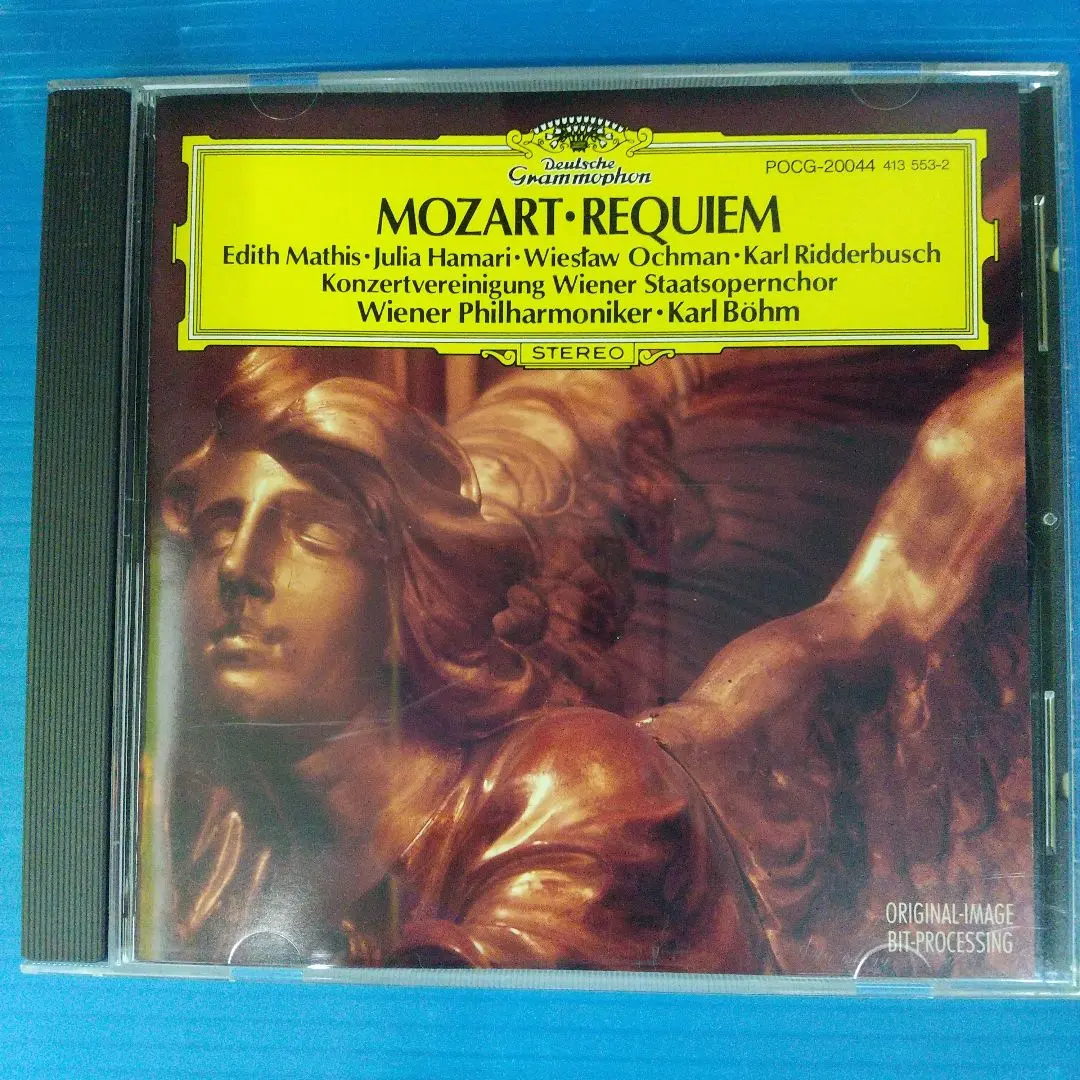 Deutsche
Grammophon
POCG-20044 413 553-2
MOZART·REQUIEM
Edith Mathis·Julia Hamari·Wiesław Ochman·Karl Ridderbusch
Konzertvereinigung Wiener Staatsopernchor
Wiener Philharmoniker·Karl Böhm
STEREO
ORIGINAL-IMAGE
BIT-PROCESSING